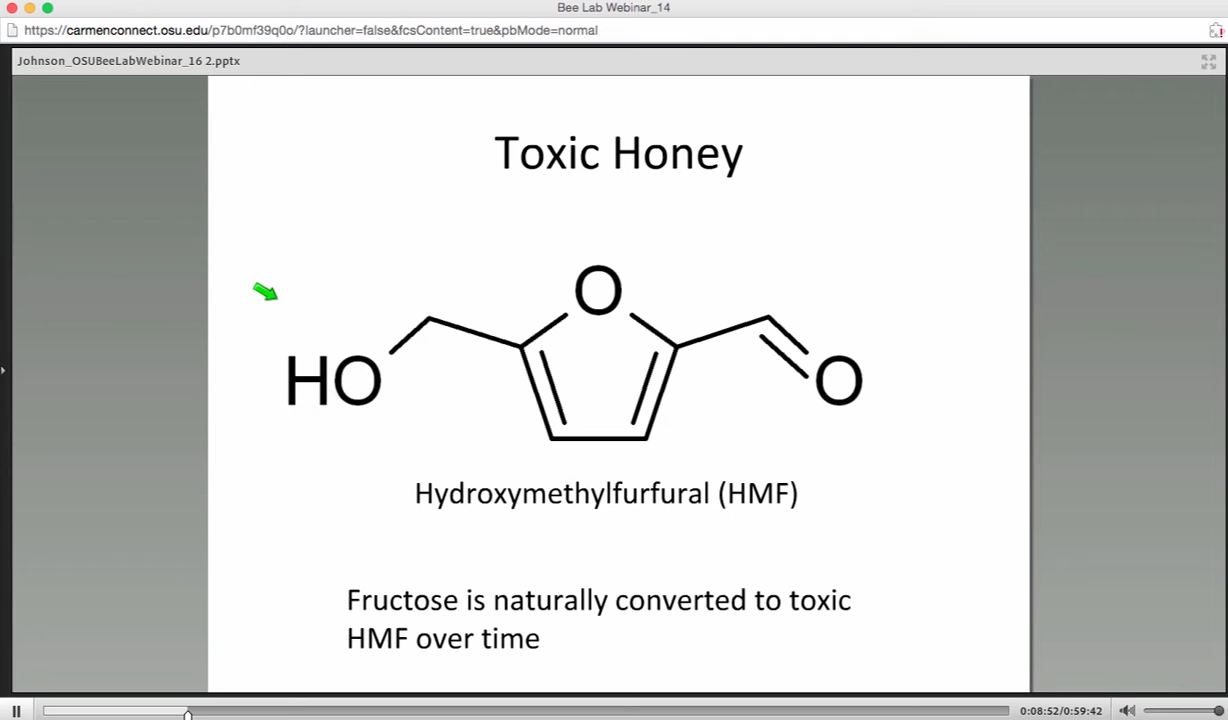 Bee Lab Webinar_14
https://carmenconnect.osu.edu/p7b0mf39q0o/?launcher=false&fcsContent=true&pbMode=normal
Johnson_OSUBeeLabWebinar_16 2.pptx
Toxic Honey
O
HO
O
Hydroxymethylfurfural (HMF)
Fructose is naturally converted to toxic
HMF over time
0:08:52/0:59:42